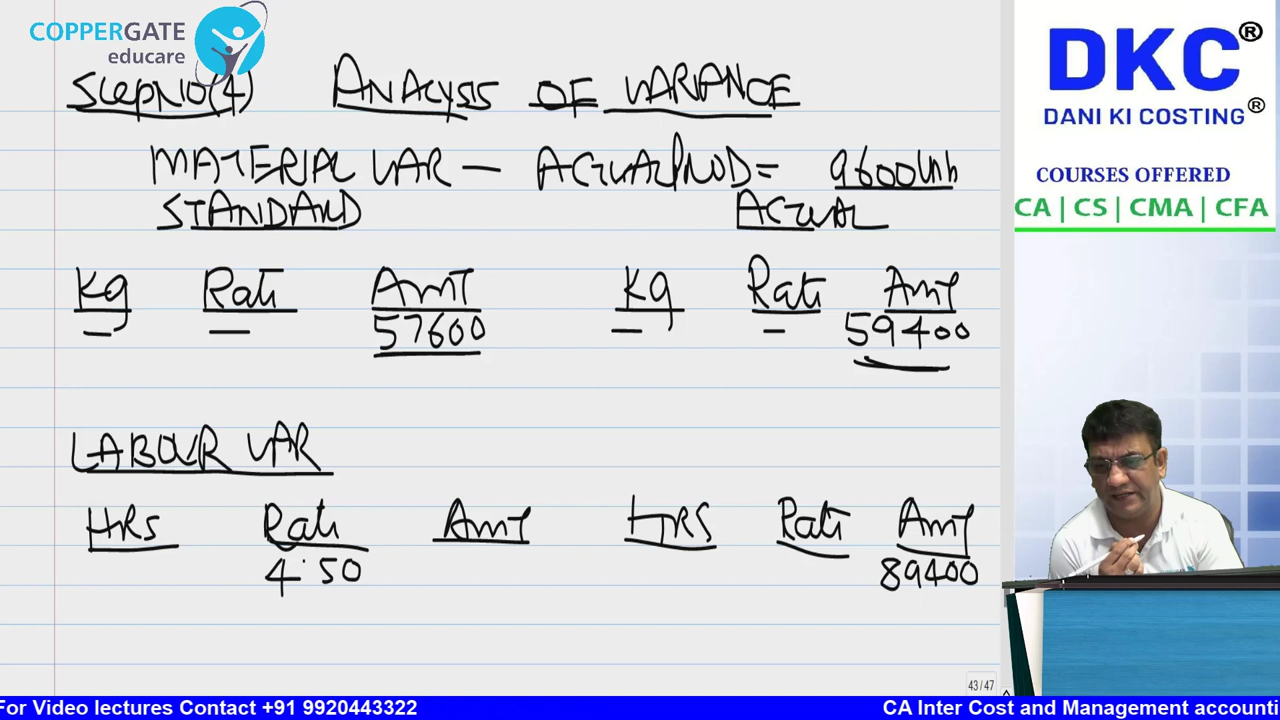 COPPERGATE
educare
Step NO (4) ANALYSIS OF VARIANCE
MATERIAL VAR — ACTUAL PROD = 9600 Units
STANDARD ACTUAL
Kg Rate AMT Kg Rate AMT
— — 57600 — — 59400
LABOUR VAR
HRS Rate AMT HRS Rate AMT
4.50 89400
43/47
DKC®
DANI KI COSTING®
COURSES OFFERED
CA | CS | CMA | CFA
For Video lectures Contact +91 9920443322 CA Inter Cost and Management accounti